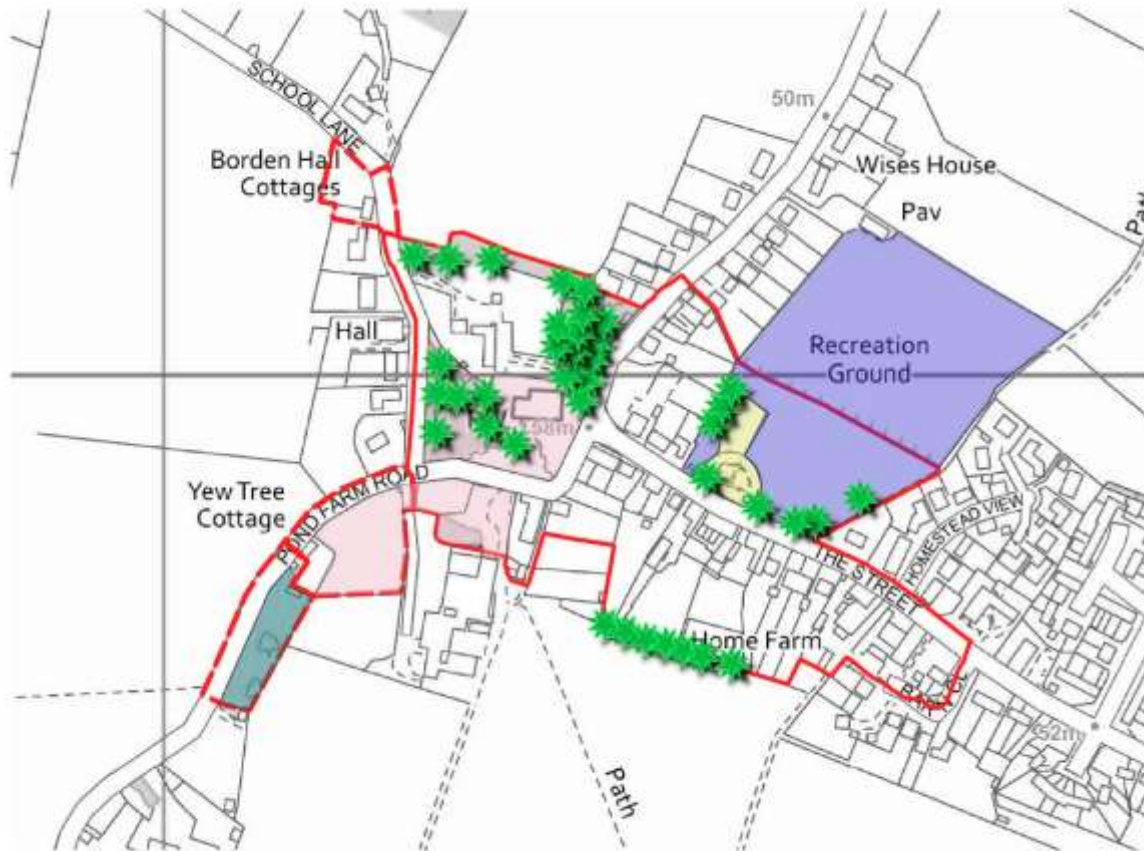 SCHOOL LANE
50m
Borden Hall
Cottages
Wises House
Pav
Path
Hall
Recreation
Ground
58m
Yew Tree
Cottage
POND FARM ROAD
HOMESTEAD VIEW
THE STREET
Home Farm
52m
Path